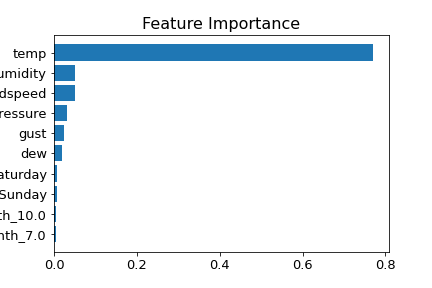 Feature Importance
temp
umidity
dspeed
ressure
gust
dew
aturday
Sunday
th_10.0
nth_7.0
0.0 0.2 0.4 0.6 0.8